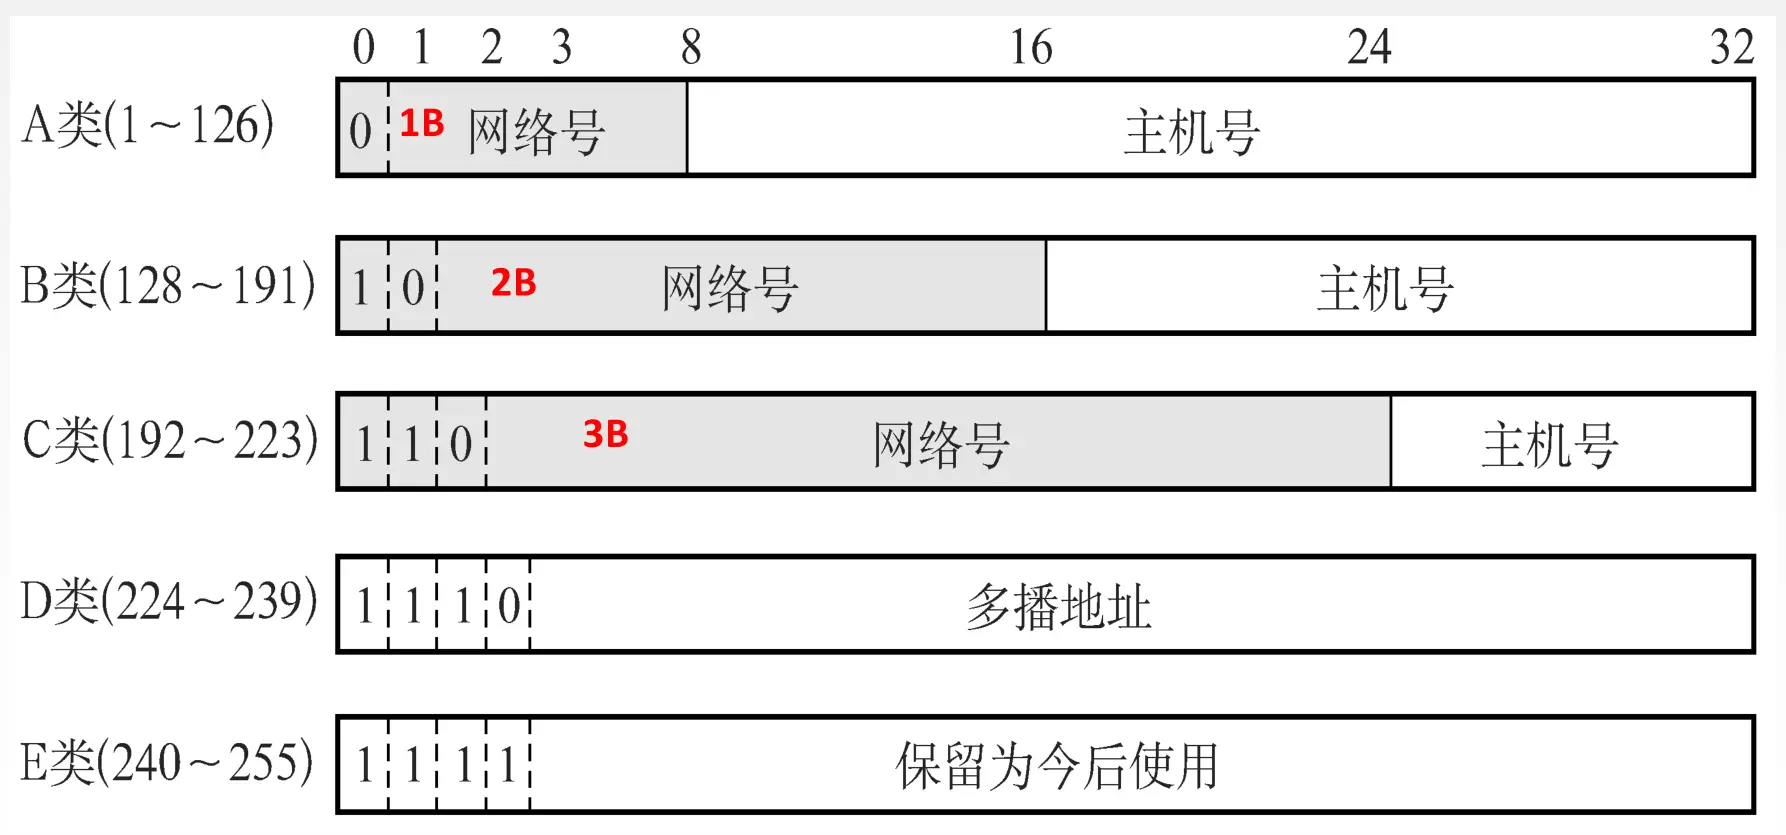 0 1 2 3 8 16 24 32
A类(1～126) 0 1B 网络号 主机号
B类(128～191) 1 0 2B 网络号 主机号
C类(192～223) 1 1 0 3B 网络号 主机号
D类(224～239) 1 1 1 0 多播地址
E类(240～255) 1 1 1 1 保留为今后使用